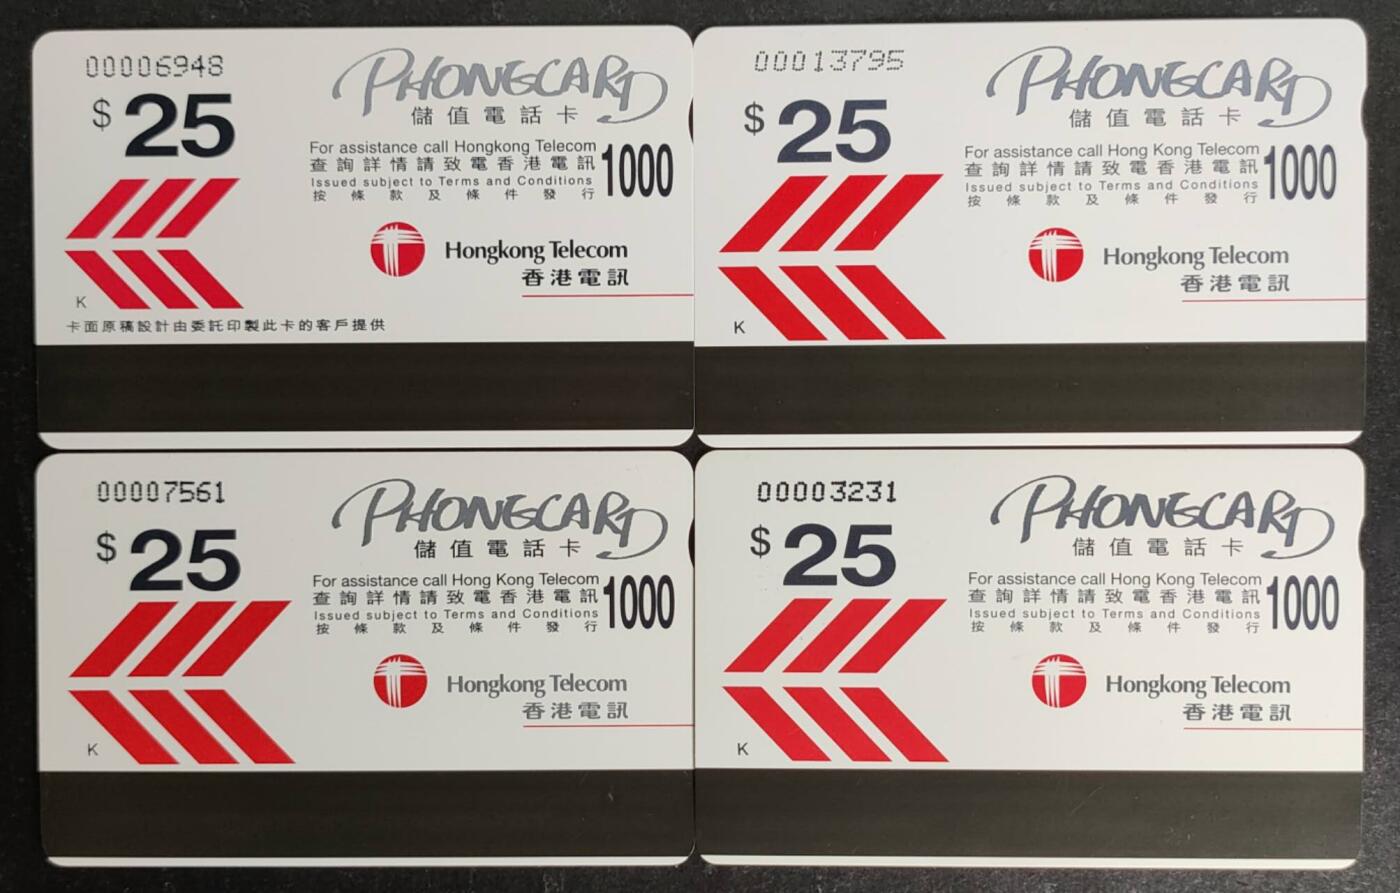 00006948
$ 25
PHONECARD
儲值電話卡
For assistance call Hongkong Telecom
查詢詳情請致電香港電訊
1000
Issued subject to Terms and Conditions
按條款及條件發行
Hongkong Telecom
香港電訊
K
卡面原稿設計由委託印製此卡的客戶提供
00013795
$ 25
PHONECARD
儲值電話卡
For assistance call Hong Kong Telecom
查詢詳情請致電香港電訊
1000
Issued subject to Terms and Conditions
按條款及條件發行
Hongkong Telecom
香港電訊
K
00007561
$ 25
PHONECARD
儲值電話卡
For assistance call Hong Kong Telecom
查詢詳情請致電香港電訊
1000
Issued subject to Terms and Conditions
按條款及條件發行
Hongkong Telecom
香港電訊
K
00003231
$ 25
PHONECARD
儲值電話卡
For assistance call Hong Kong Telecom
查詢詳情請致電香港電訊
1000
Issued subject to Terms and Conditions
按條款及條件發行
Hongkong Telecom
香港電訊
K